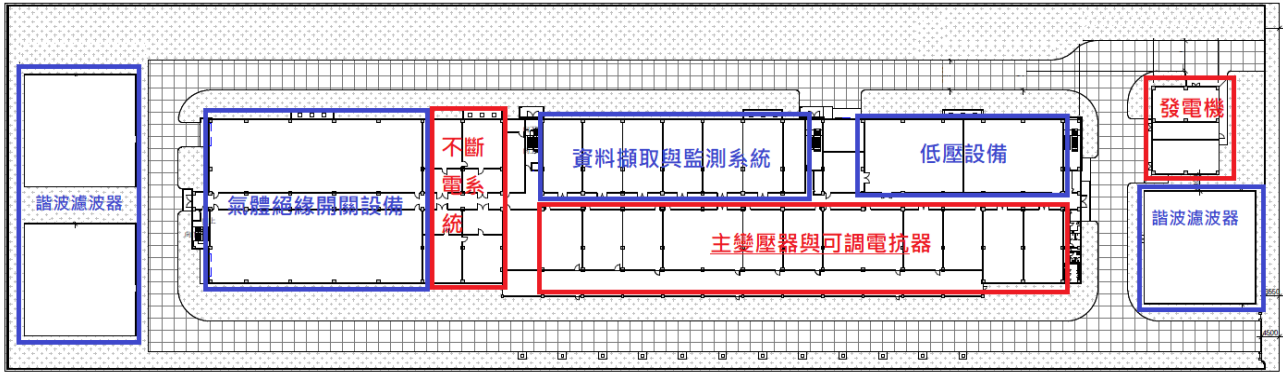 發電機
不斷
電系
統
資料擷取與監測系統
低壓設備
諧波濾波器
氣體絕緣開關設備
諧波濾波器
主變壓器與可調電抗器
4500